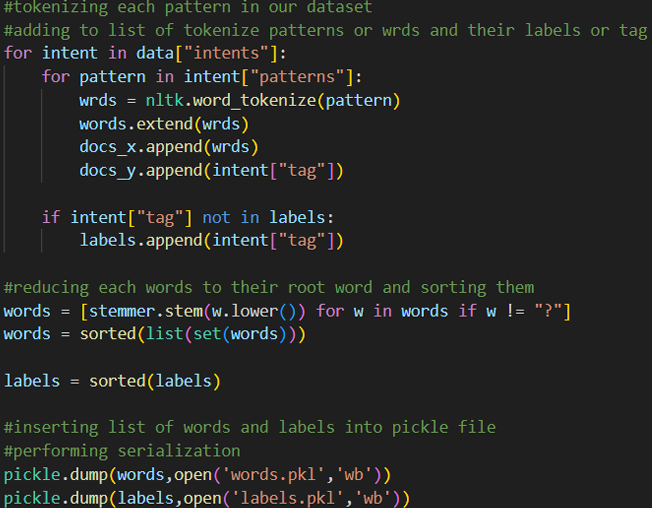 #tokenizing each pattern in our dataset
#adding to list of tokenize patterns or wrds and their labels or tag
for intent in data["intents"]:
    for pattern in intent["patterns"]:
        wrds = nltk.word_tokenize(pattern)
        words.extend(wrds)
        docs_x.append(wrds)
        docs_y.append(intent["tag"])

    if intent["tag"] not in labels:
        labels.append(intent["tag"])

#reducing each words to their root word and sorting them
words = [stemmer.stem(w.lower()) for w in words if w != "?"]
words = sorted(list(set(words)))

labels = sorted(labels)

#inserting list of words and labels into pickle file
#performing serialization
pickle.dump(words,open('words.pkl','wb'))
pickle.dump(labels,open('labels.pkl','wb'))